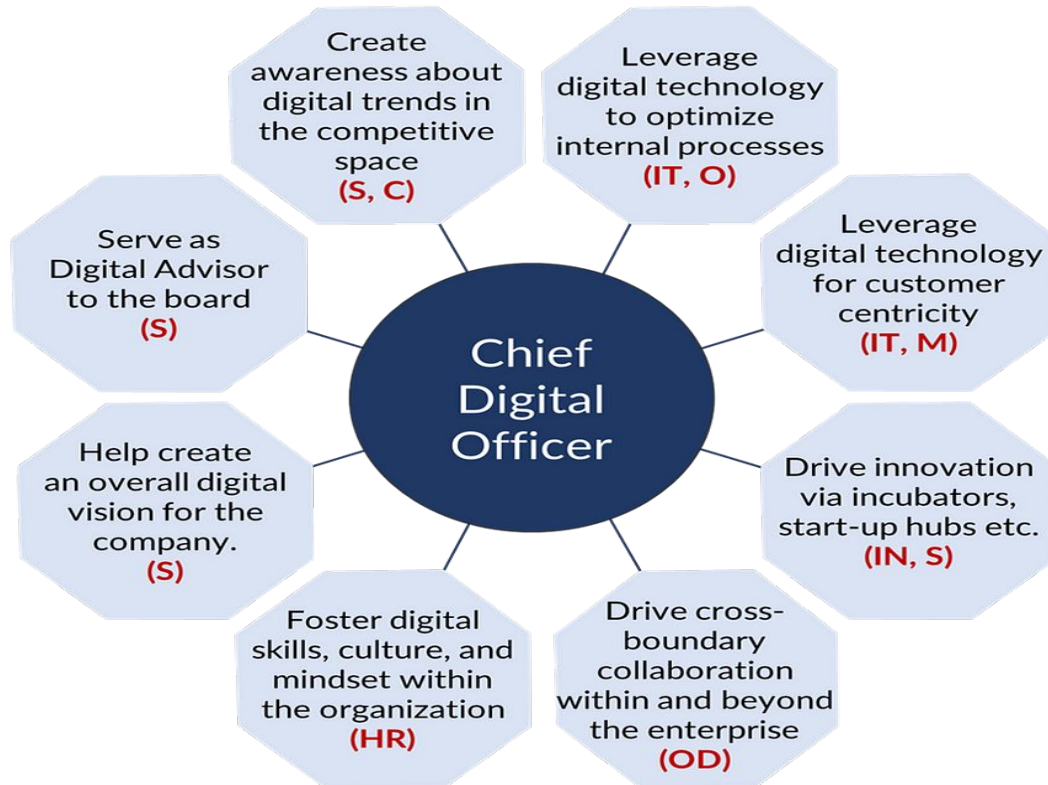 Create
awareness about
digital trends in
the competitive
space
(S, C)
Leverage
digital technology
to optimize
internal processes
(IT, O)
Leverage
digital technology
for customer
centricity
(IT, M)
Drive innovation
via incubators,
start-up hubs etc.
(IN, S)
Drive cross-
boundary
collaboration
within and beyond
the enterprise
(OD)
Foster digital
skills, culture, and
mindset within
the organization
(HR)
Help create
an overall digital
vision for the
company.
(S)
Serve as
Digital Advisor
to the board
(S)
Chief
Digital
Officer